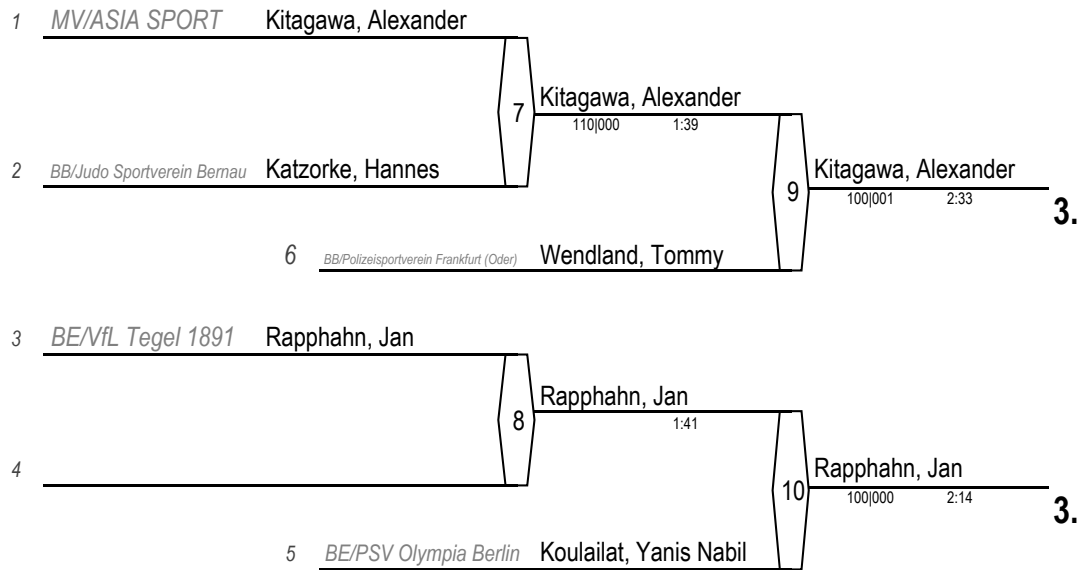 1 MV/ASIA SPORT Kitagawa, Alexander
7 Kitagawa, Alexander
110|000 1:39
2 BB/Judo Sportverein Bernau Katzorke, Hannes
9 Kitagawa, Alexander
100|001 2:33
3.
6 BB/Polizeisportverein Frankfurt (Oder) Wendland, Tommy
3 BE/VfL Tegel 1891 Rapphahn, Jan
8 Rapphahn, Jan
1:41
4
10 Rapphahn, Jan
100|000 2:14
3.
5 BE/PSV Olympia Berlin Koulailat, Yanis Nabil